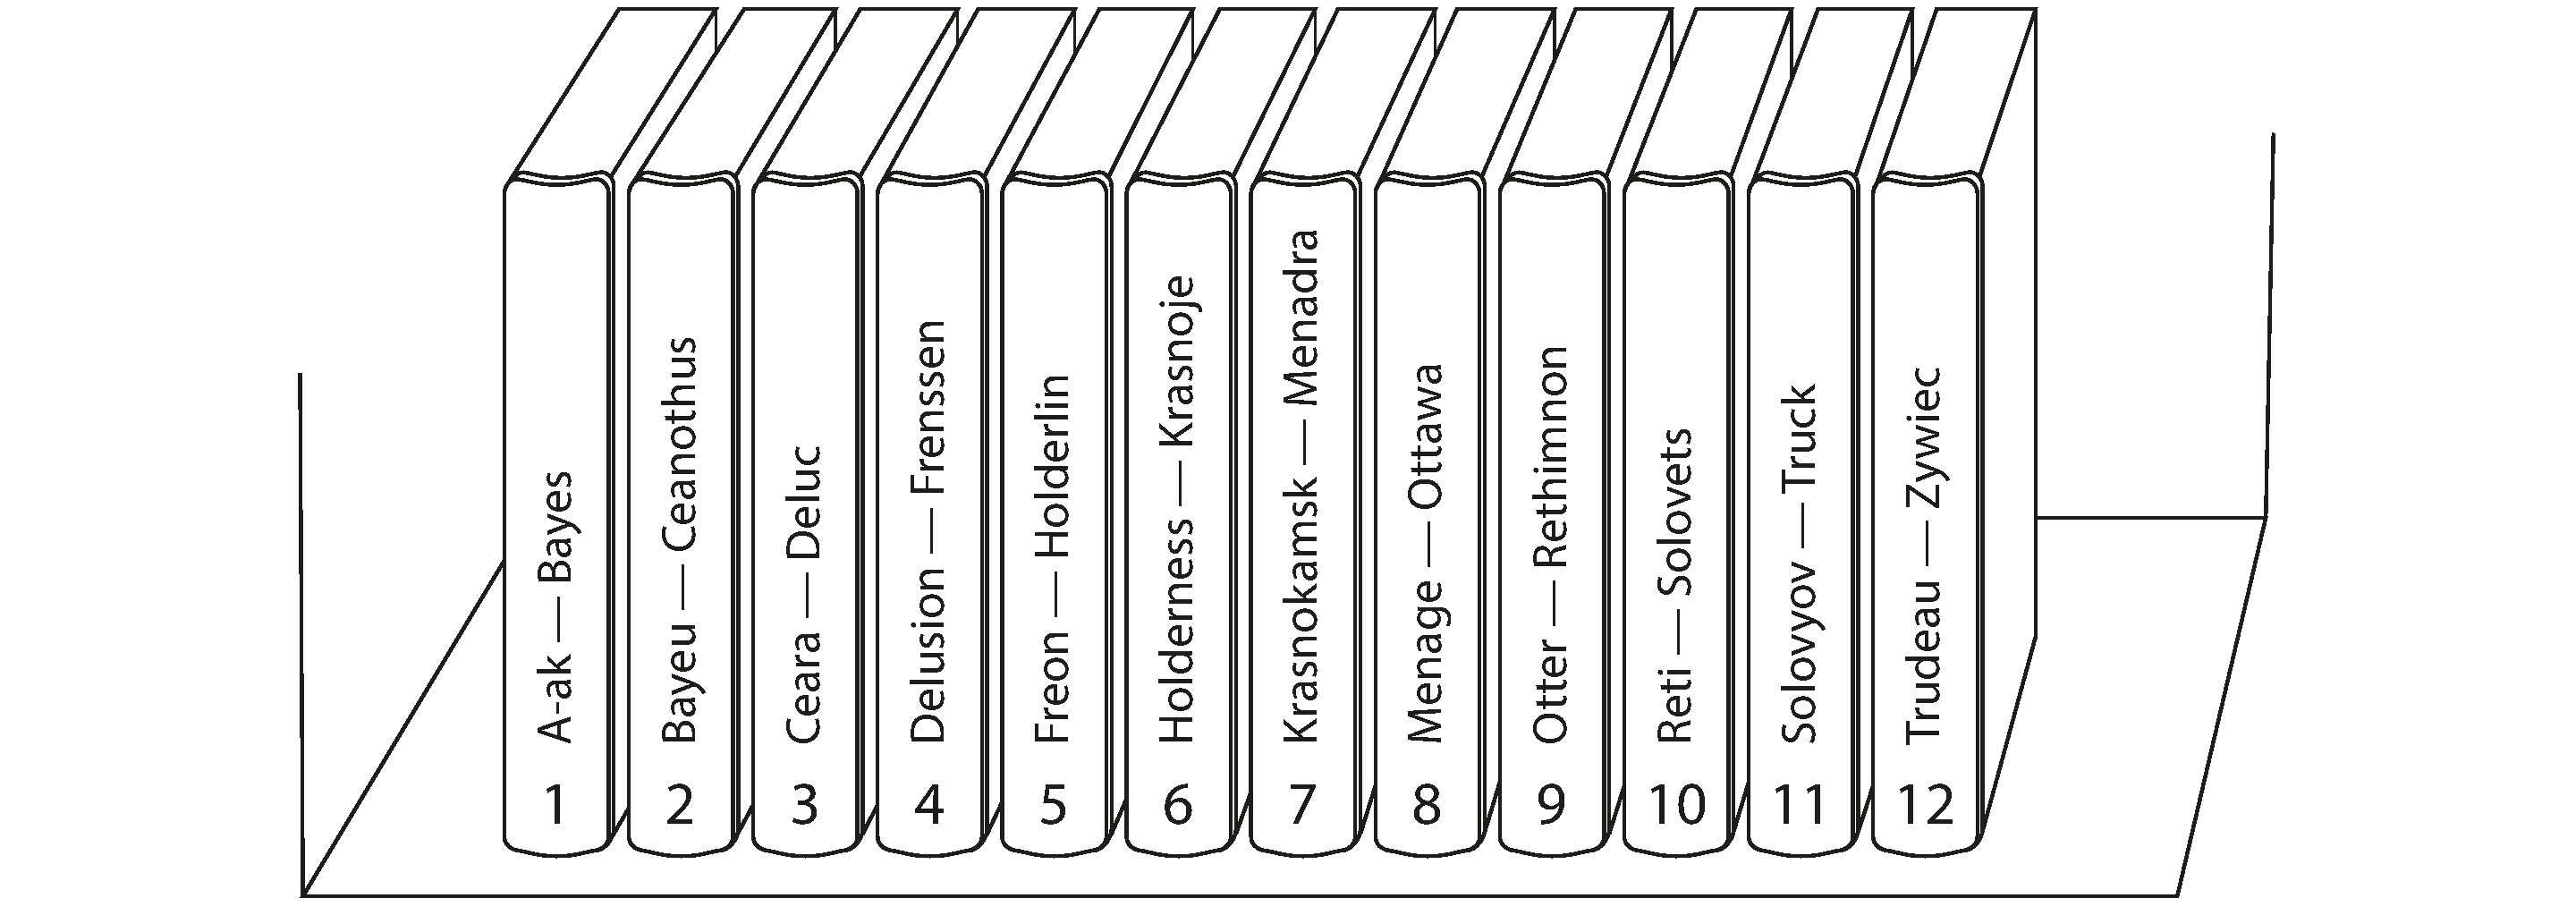 A-ak — Bayes
1
Bayeu — Ceanothus
2
Ceara — Deluc
3
Delusion — Frenssen
4
Freon — Holderlin
5
Holderness — Krasnoje
6
Krasnokamsk — Menadra
7
Menage — Ottawa
8
Otter — Rethimnon
9
Reti — Solovets
10
Solovyov — Truck
11
Trudeau — Zywiec
12